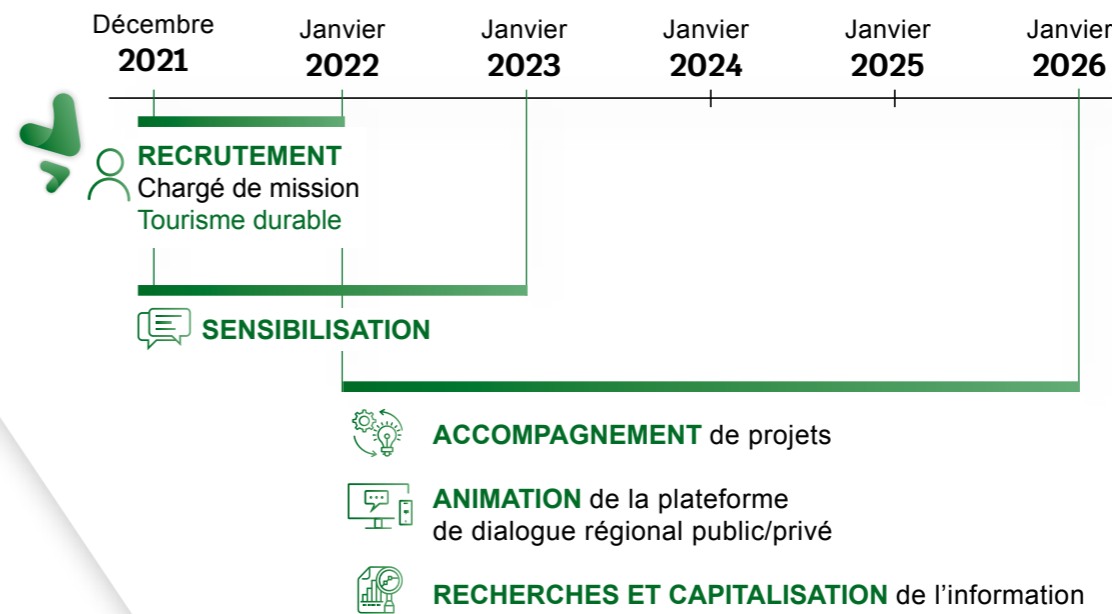 Décembre Janvier Janvier Janvier Janvier Janvier
2021 2022 2023 2024 2025 2026
RECRUTEMENT
Chargé de mission
Tourisme durable
SENSIBILISATION
ACCOMPAGNEMENT de projets
ANIMATION de la plateforme
de dialogue régional public/privé
RECHERCHES ET CAPITALISATION de l’information